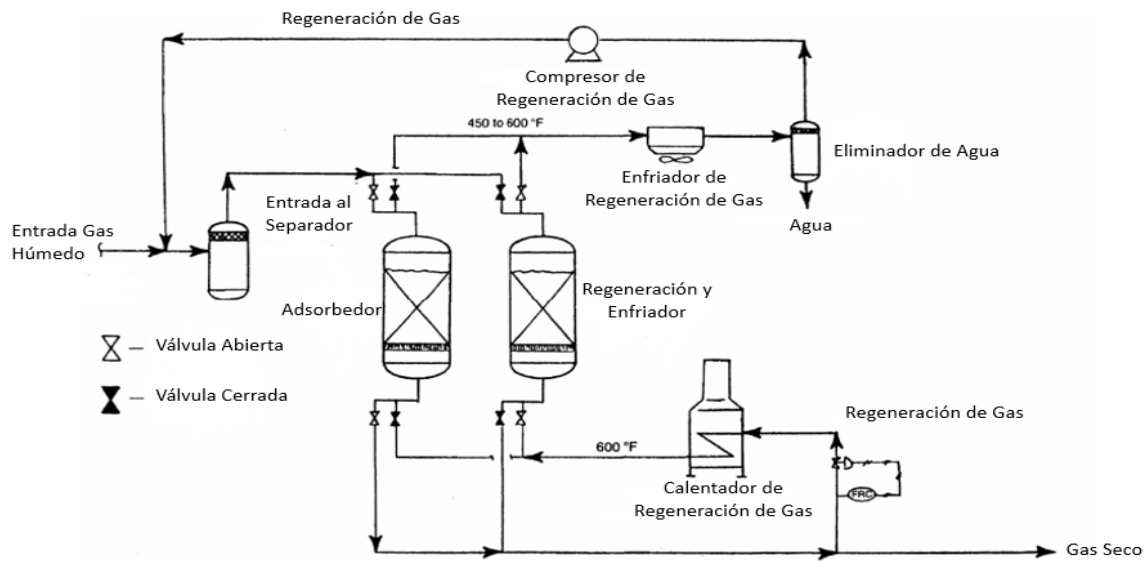 Regeneración de Gas
Compresor de
Regeneración de Gas
450 to 600 °F
Eliminador de Agua
Enfriador de
Regeneración de Gas
Agua
Entrada al
Separador
Entrada Gas
Húmedo
Adsorbedor
Regeneración y
Enfriador
Válvula Abierta
Válvula Cerrada
Regeneración de Gas
600 °F
FRC
Calentador de
Regeneración de Gas
Gas Seco